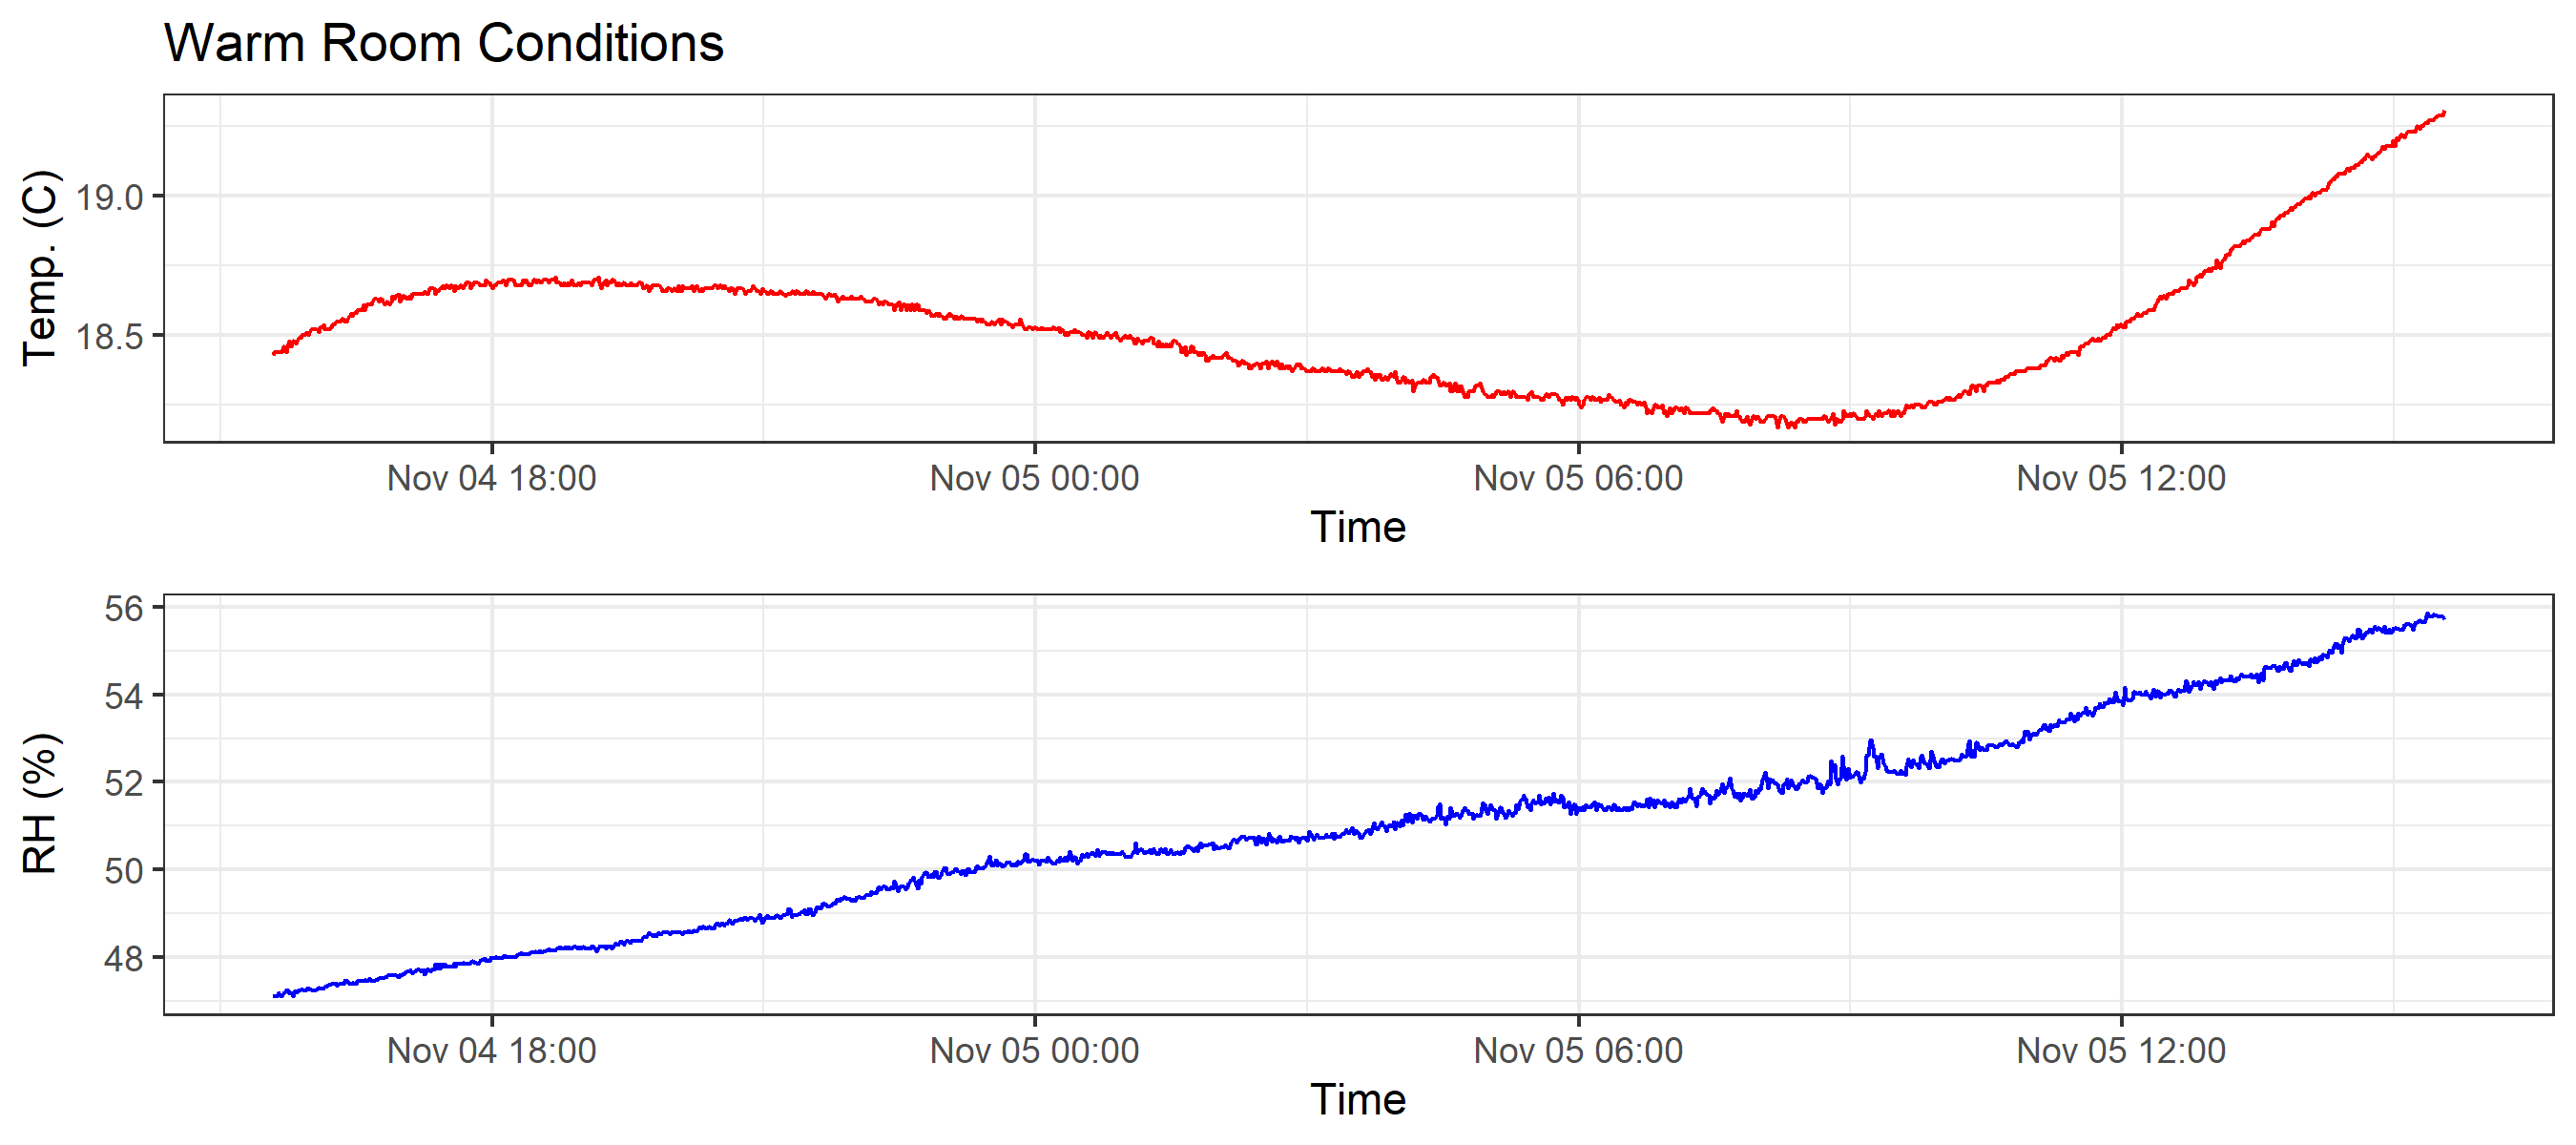 Warm Room Conditions
Temp. (C)
19.0
18.5
Nov 04 18:00 Nov 05 00:00 Nov 05 06:00 Nov 05 12:00
Time
RH (%)
56
54
52
50
48
Nov 04 18:00 Nov 05 00:00 Nov 05 06:00 Nov 05 12:00
Time